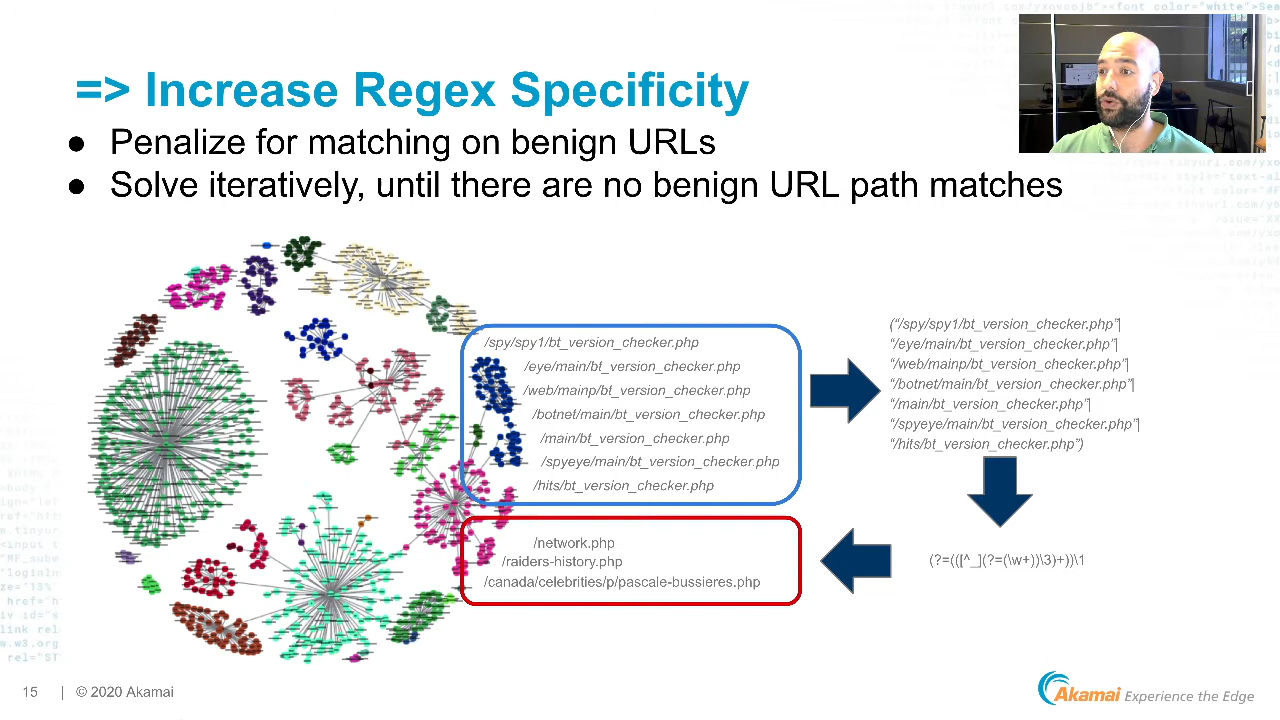 => Increase Regex Specificity
● Penalize for matching on benign URLs
● Solve iteratively, until there are no benign URL path matches
/spy/spy1/bt_version_checker.php
/eye/main/bt_version_checker.php
/web/mainp/bt_version_checker.php
/botnet/main/bt_version_checker.php
/main/bt_version_checker.php
/spyeye/main/bt_version_checker.php
/hits/bt_version_checker.php
("/spy/spy1/bt_version_checker.php"|
"/eye/main/bt_version_checker.php"|
"/web/mainp/bt_version_checker.php"|
"/botnet/main/bt_version_checker.php"|
"/main/bt_version_checker.php"|
"/spyeye/main/bt_version_checker.php"|
"/hits/bt_version_checker.php")
/network.php
/raiders-history.php
/canada/celebrities/p/pascale-bussieres.php
(?=(([^_](?=(\w+))\3)+))\1
15 | © 2020 Akamai
Akamai Experience the Edge